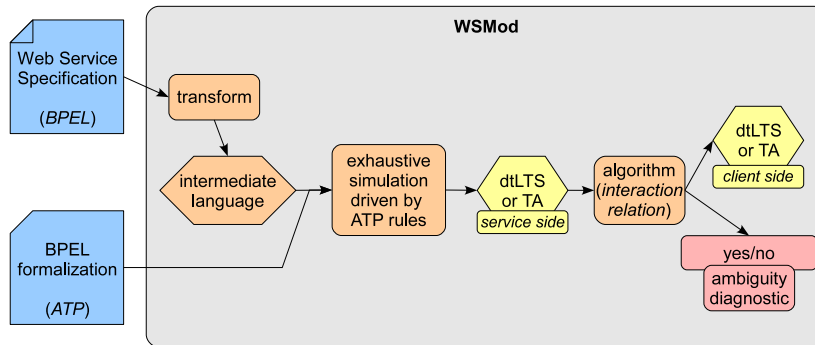 WSMod
Web Service
Specification
(BPEL)
transform
intermediate
language
BPEL
formalization
(ATP)
exhaustive
simulation
driven by
ATP rules
dtLTS
or TA
service side
algorithm
(interaction
relation)
dtLTS
or TA
client side
yes/no
ambiguity
diagnostic